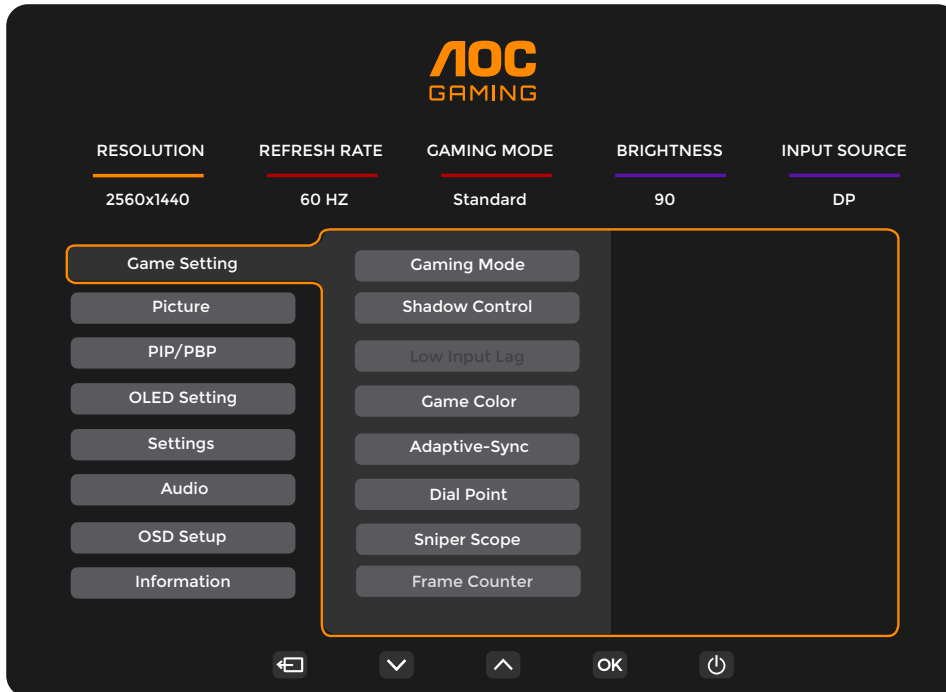 AOC
GAMING
RESOLUTION REFRESH RATE GAMING MODE BRIGHTNESS INPUT SOURCE
2560x1440 60 HZ Standard 90 DP
Game Setting
Picture
PIP/PBP
OLED Setting
Settings
Audio
OSD Setup
Information
Gaming Mode
Shadow Control
Low Input Lag
Game Color
Adaptive-Sync
Dial Point
Sniper Scope
Frame Counter
OK